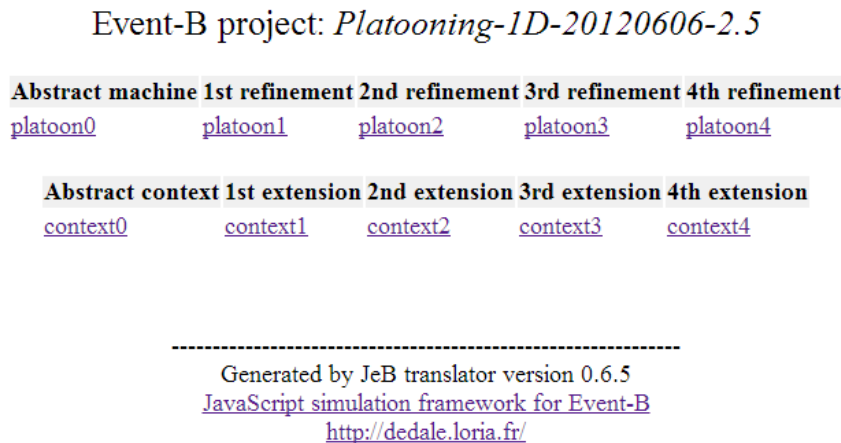 Event-B project: Platooning-1D-20120606-2.5
Abstract machine 1st refinement 2nd refinement 3rd refinement 4th refinement
platoon0 platoon1 platoon2 platoon3 platoon4
Abstract context 1st extension 2nd extension 3rd extension 4th extension
context0 context1 context2 context3 context4
---------------------------------------------------------------
Generated by JeB translator version 0.6.5
JavaScript simulation framework for Event-B
http://dedale.loria.fr/